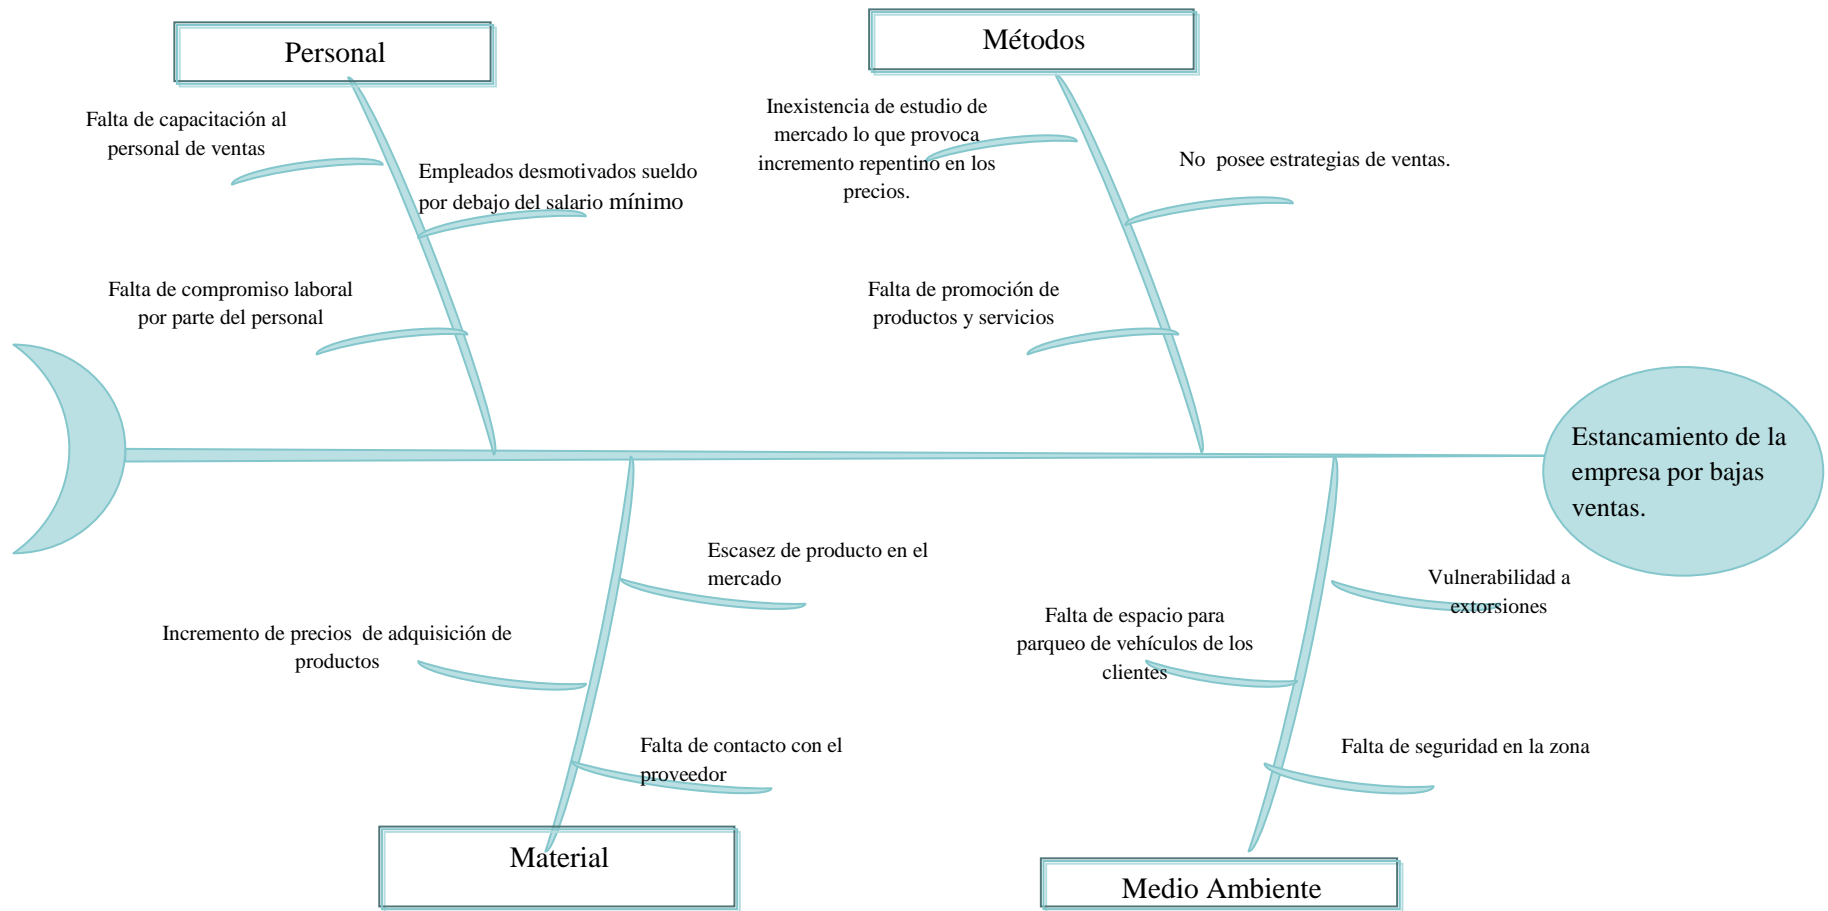 Personal
Métodos
Falta de capacitación al
personal de ventas
Empleados desmotivados sueldo
por debajo del salario mínimo
Falta de compromiso laboral
por parte del personal
Inexistencia de estudio de
mercado lo que provoca
incremento repentino en los
precios.
No posee estrategias de ventas.
Falta de promoción de
productos y servicios
Estancamiento de la
empresa por bajas
ventas.
Escasez de producto en el
mercado
Incremento de precios de adquisición de
productos
Falta de contacto con el
proveedor
Material
Vulnerabilidad a
extorsiones
Falta de espacio para
parqueo de vehículos de los
clientes
Falta de seguridad en la zona
Medio Ambiente